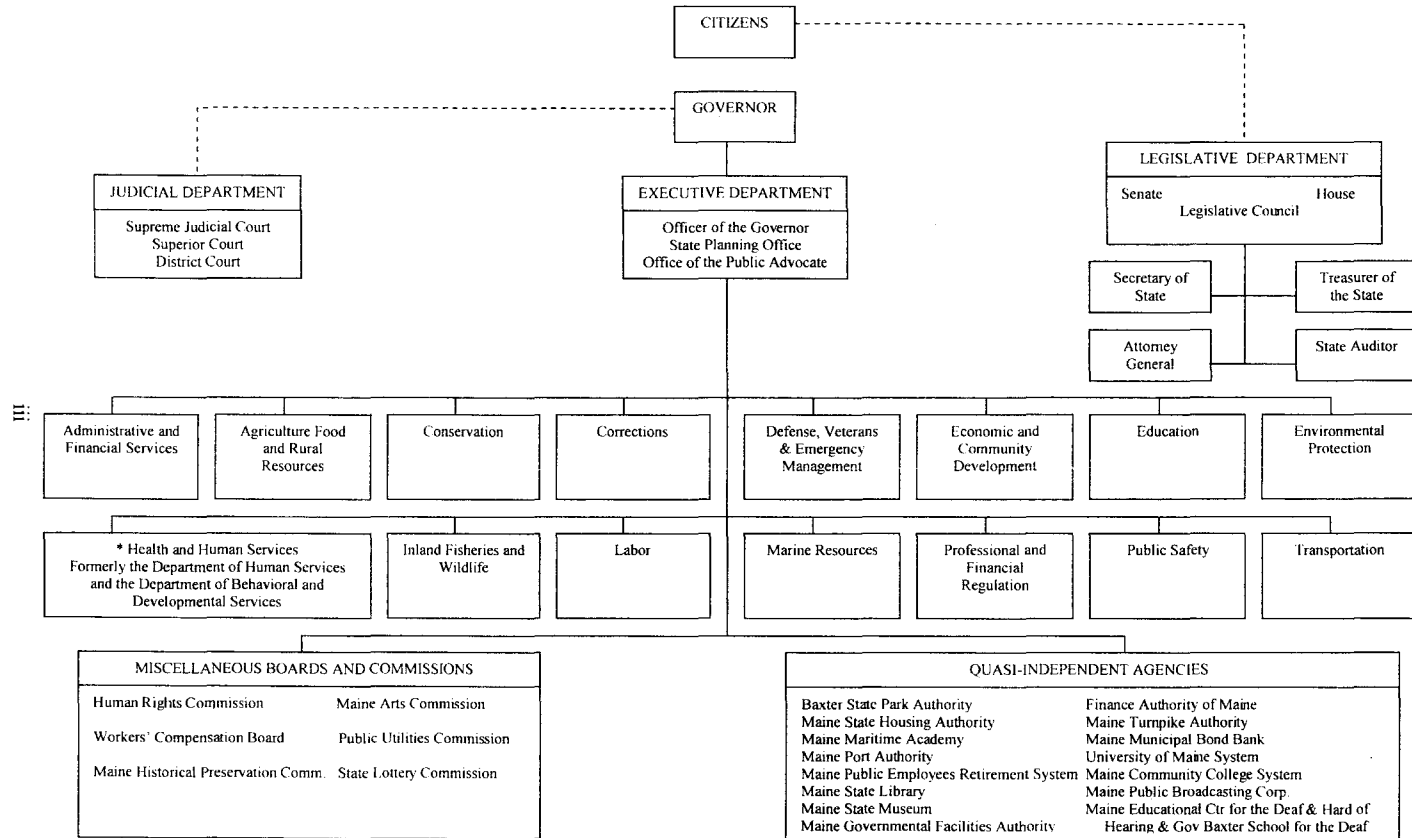 CITIZENS
GOVERNOR
LEGISLATIVE DEPARTMENT
Senate House
Legislative Council
JUDICIAL DEPARTMENT
Supreme Judicial Court
Superior Court
District Court
EXECUTIVE DEPARTMENT
Officer of the Governor
State Planning Office
Office of the Public Advocate
Secretary of
State
Treasurer of
the State
Attorney
General
State Auditor
iii
Administrative and
Financial Services
Agriculture Food
and Rural
Resources
Conservation
Corrections
Defense, Veterans
& Emergency
Management
Economic and
Community
Development
Education
Environmental
Protection
* Health and Human Services
Formerly the Department of Human Services
and the Department of Behavioral and
Developmental Services
Inland Fisheries and
Wildlife
Labor
Marine Resources
Professional and
Financial
Regulation
Public Safety
Transportation
MISCELLANEOUS BOARDS AND COMMISSIONS
Human Rights Commission Maine Arts Commission
Workers' Compensation Board Public Utilities Commission
Maine Historical Preservation Comm. State Lottery Commission
QUASI-INDEPENDENT AGENCIES
Baxter State Park Authority Finance Authority of Maine
Maine State Housing Authority Maine Turnpike Authority
Maine Maritime Academy Maine Municipal Bond Bank
Maine Port Authority University of Maine System
Maine Public Employees Retirement System Maine Community College System
Maine State Library Maine Public Broadcasting Corp.
Maine State Museum Maine Educational Ctr for the Deaf & Hard of
Maine Governmental Facilities Authority Hearing & Gov Baxter School for the Deaf